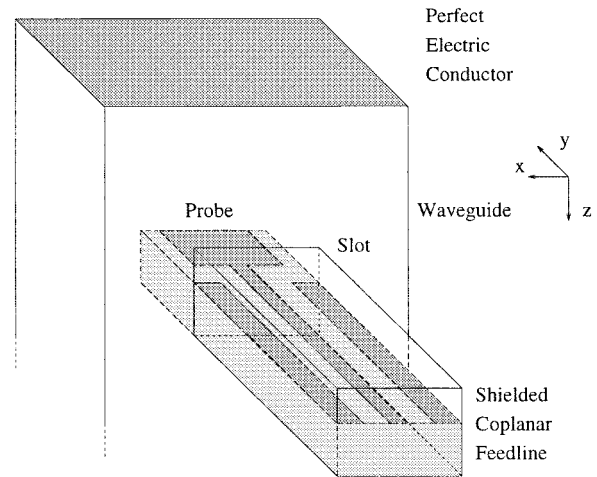 Perfect
Electric
Conductor
y
x
z
Probe
Waveguide
Slot
Shielded
Coplanar
Feedline